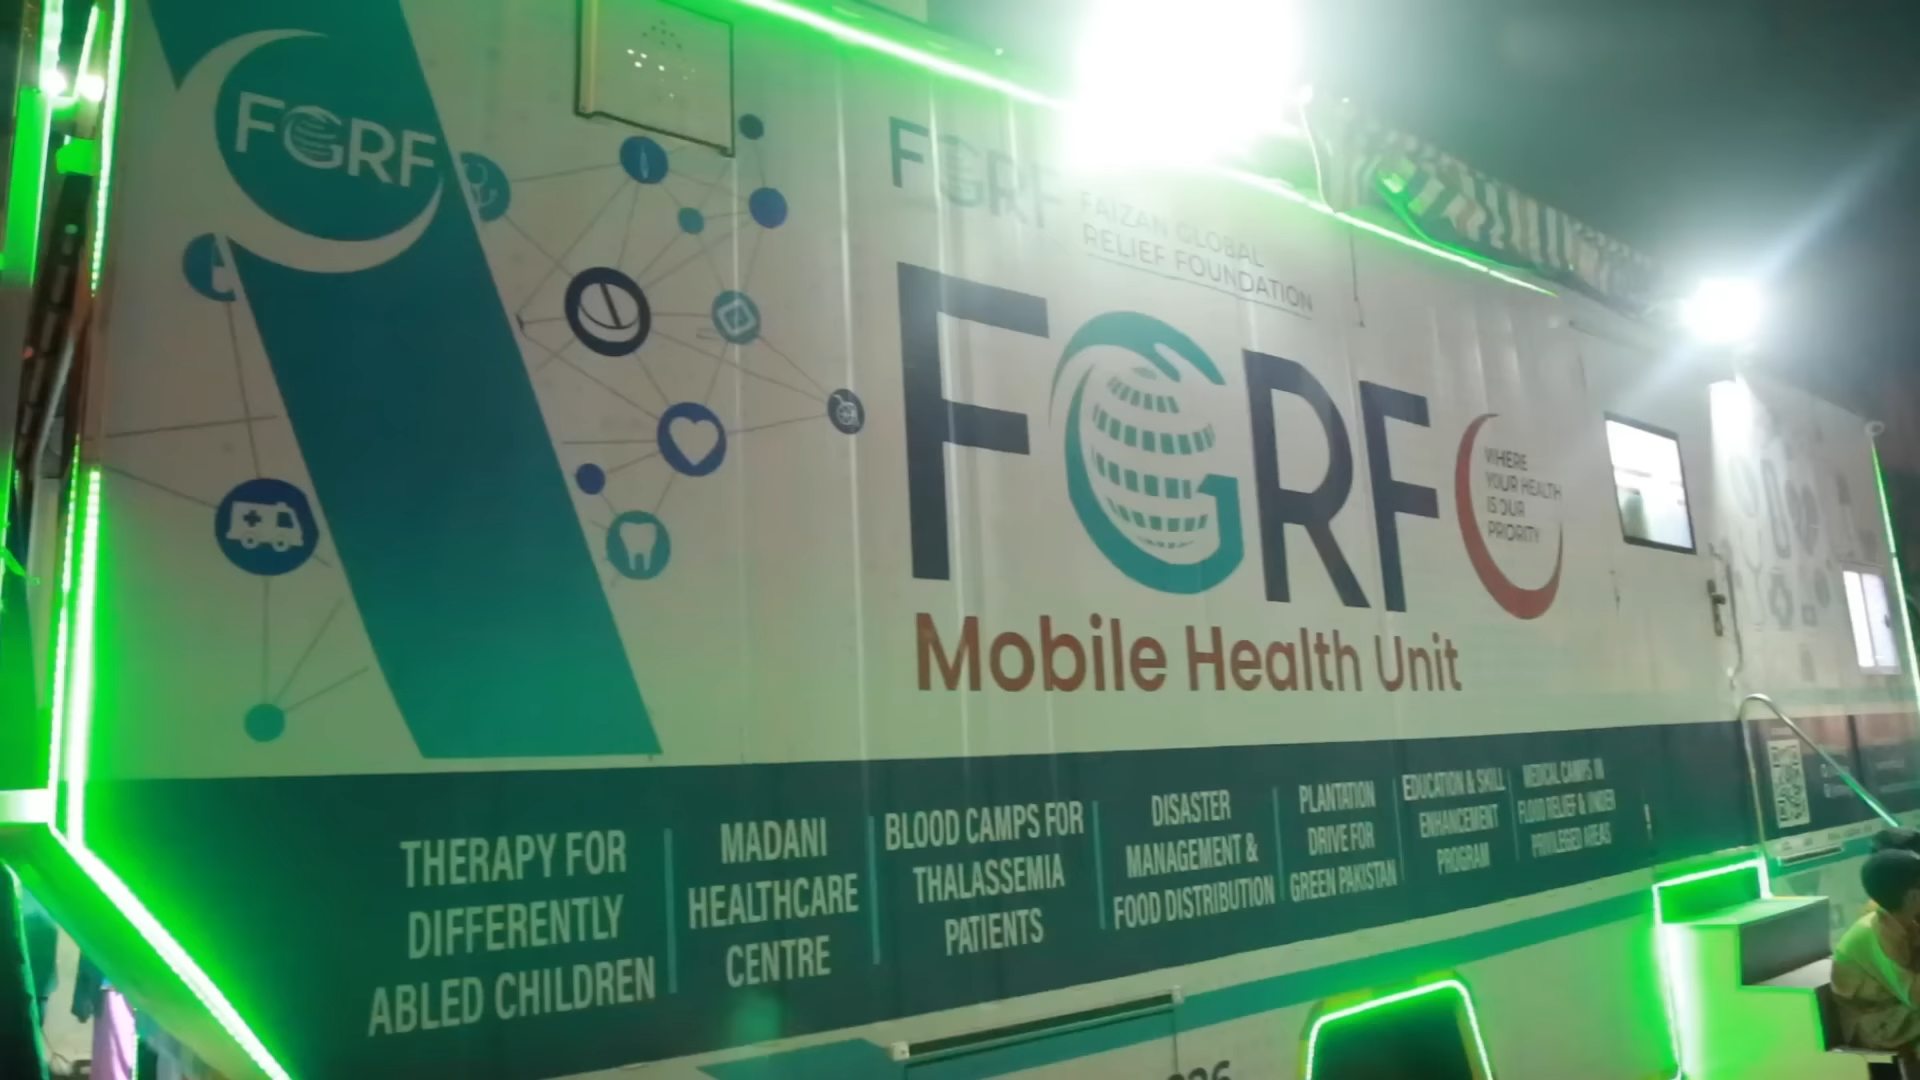 FGRF
FGRF
FAIZAN GLOBAL
RELIEF FOUNDATION
FGRF
WHERE
YOUR HEALTH
IS OUR
PRIORITY
Mobile Health Unit
THERAPY FOR
DIFFERENTLY
ABLED CHILDREN
MADANI
HEALTHCARE
CENTRE
BLOOD CAMPS FOR
THALASSEMIA
PATIENTS
DISASTER
MANAGEMENT &
FOOD DISTRIBUTION
PLANTATION
DRIVE FOR
GREEN PAKISTAN
EDUCATION & SKILL
ENHANCEMENT
PROGRAM
MEDICAL CAMPS IN
FLOOD RELIEF & UNDER
PRIVILEGED AREAS